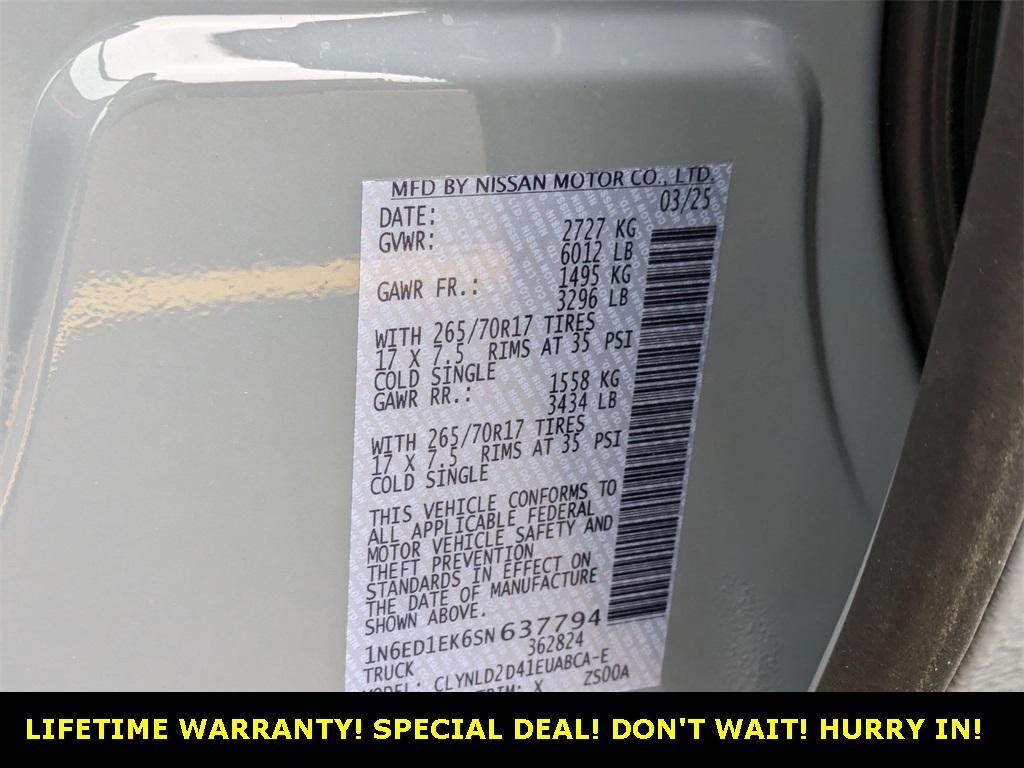 MFD BY NISSAN MOTOR CO., LTD.
DATE: 03/25
GVWR: 2727 KG
6012 LB
GAWR FR.: 1495 KG
3296 LB
WITH 265/70R17 TIRES
17 X 7.5 RIMS AT 35 PSI
COLD SINGLE
GAWR RR.: 1558 KG
3434 LB
WITH 265/70R17 TIRES
17 X 7.5 RIMS AT 35 PSI
COLD SINGLE
THIS VEHICLE CONFORMS TO
ALL APPLICABLE FEDERAL
MOTOR VEHICLE SAFETY AND
THEFT PREVENTION
STANDARDS IN EFFECT ON
THE DATE OF MANUFACTURE
SHOWN ABOVE.
1N6ED1EK6SN637794
TRUCK 362824
MODEL: CLYNLD2D41EUABCA-E
TRIM: X ZS00A
LIFETIME WARRANTY! SPECIAL DEAL! DON'T WAIT! HURRY IN!